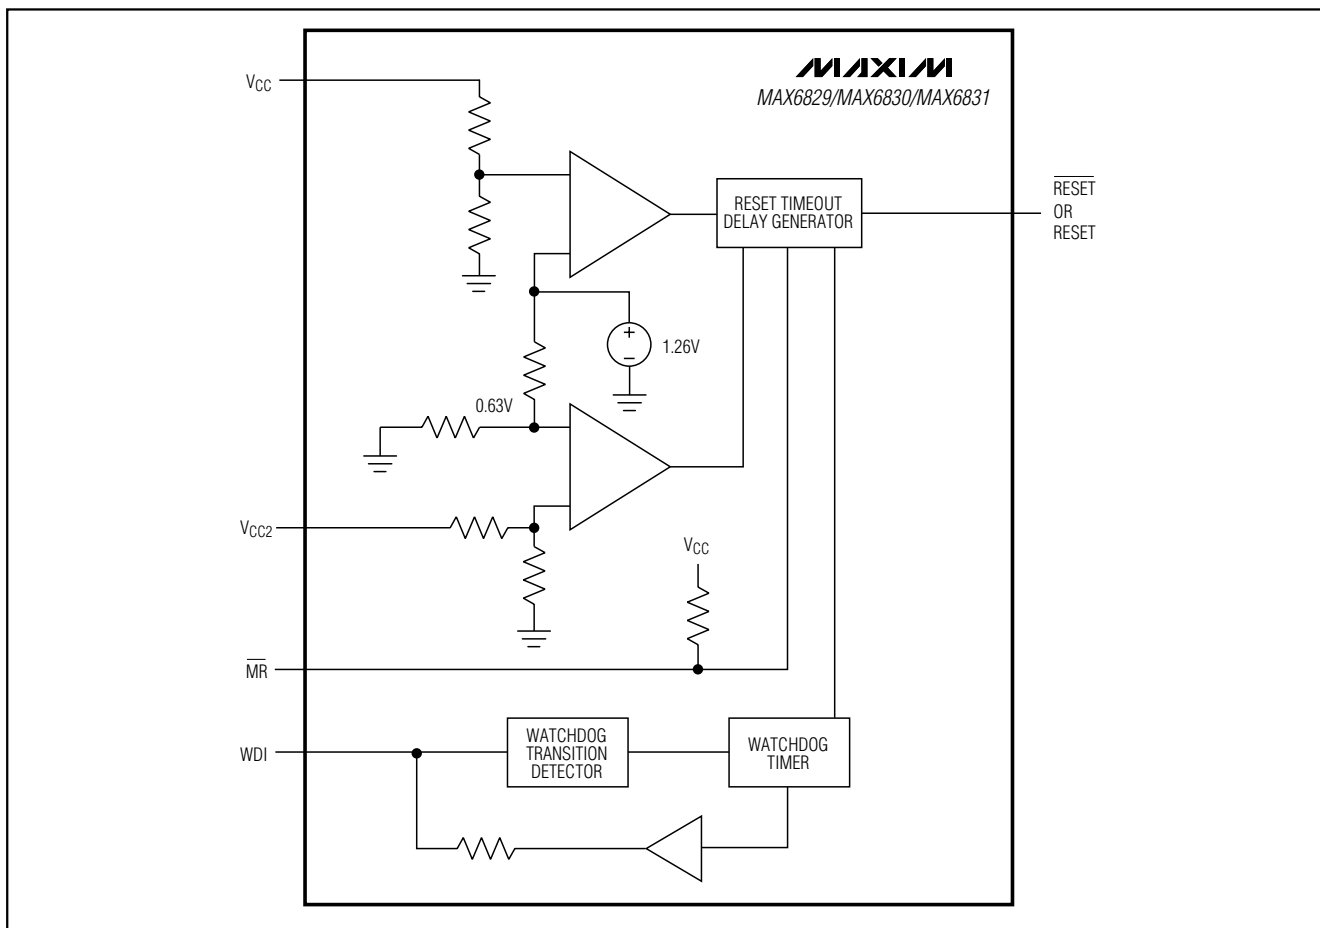 MAXIM
MAX6829/MAX6830/MAX6831
VCC
RESET TIMEOUT
DELAY GENERATOR
RESET
OR
RESET
+
−
1.26V
0.63V
VCC2
VCC
MR
WDI
WATCHDOG
TRANSITION
DETECTOR
WATCHDOG
TIMER